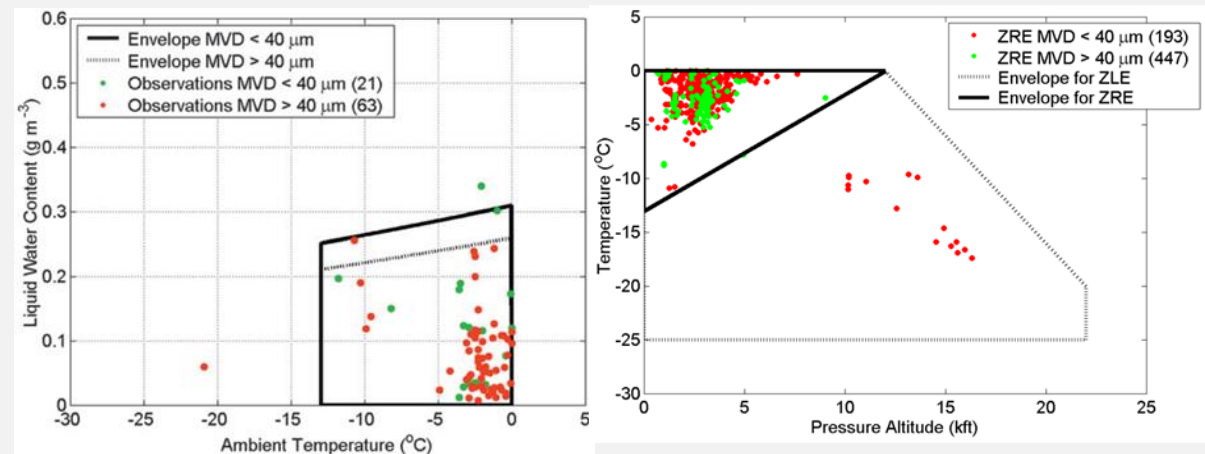 0.6
0.5
0.4
0.3
0.2
0.1
0
Liquid Water Content (g m⁻³)
Envelope MVD < 40 μm
Envelope MVD > 40 μm
Observations MVD < 40 μm (21)
Observations MVD > 40 μm (63)
-30 -25 -20 -15 -10 -5 0 5
Ambient Temperature (°C)
5
0
-5
-10
-15
-20
-25
-30
Temperature (°C)
ZRE MVD < 40 μm (193)
ZRE MVD > 40 μm (447)
Envelope for ZLE
Envelope for ZRE
0 5 10 15 20 25
Pressure Altitude (kft)